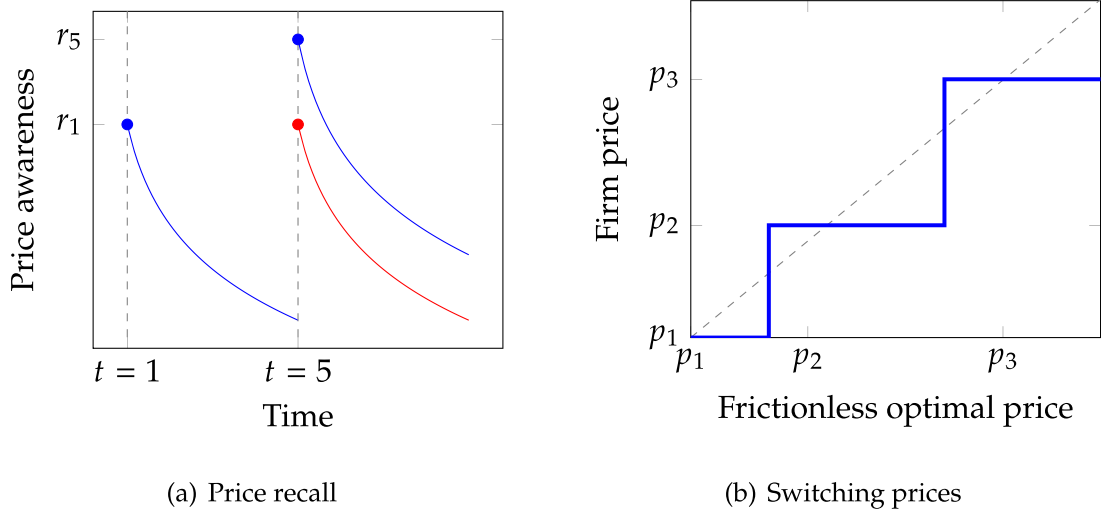 r5
r1
Price awareness
t = 1
t = 5
Time
(a) Price recall
p3
p2
p1
Firm price
p1
p2
p3
Frictionless optimal price
(b) Switching prices